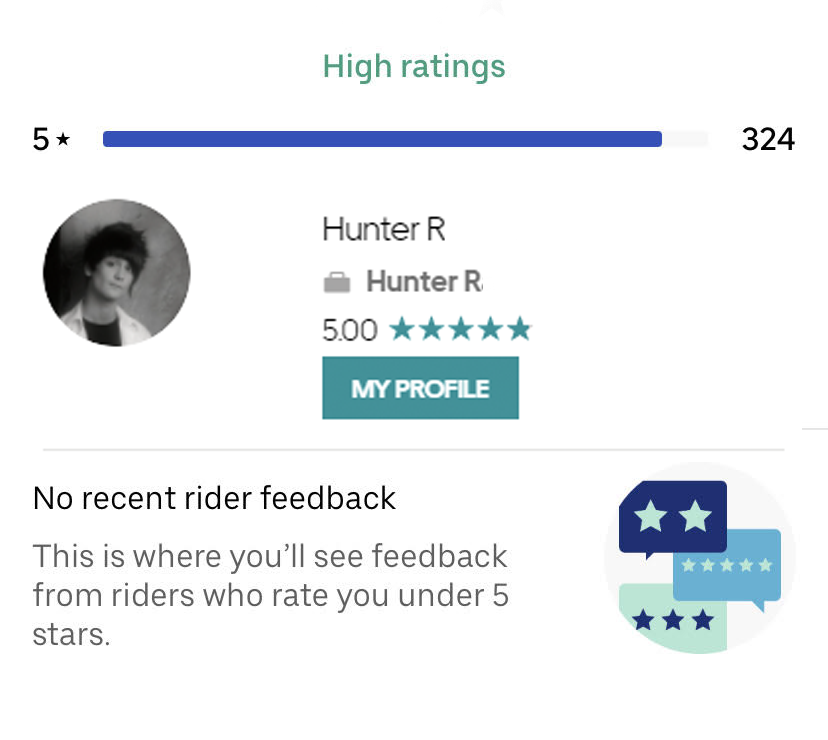 High ratings
5 ★ 324
Hunter R
Hunter R
5.00 ★★★★★
MY PROFILE
No recent rider feedback
This is where you’ll see feedback
from riders who rate you under 5
stars.